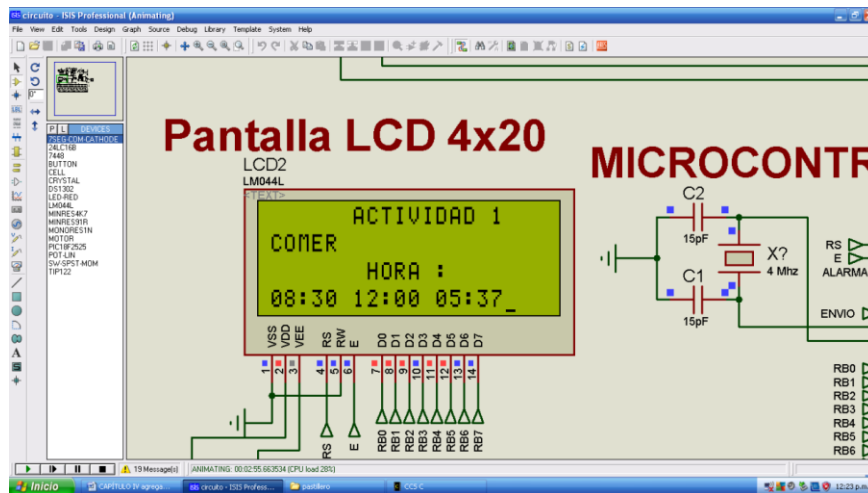 circuito - ISIS Professional (Animating)
File View Edit Tools Design Graph Source Debug Library Template System Help
0°
P L DEVICES
7SEG-COM-CATHODE
24LC16B
7448
BUTTON
CELL
CRYSTAL
DS1302
LED-RED
LM044L
MINRES4K7
MINRES91R
MONORES1N
MOTOR
PIC18F2525
POT-LIN
SW-SPST-MOM
TIP122
Pantalla LCD 4x20
LCD2
LM044L
<TEXT>
ACTIVIDAD 1
COMER
HORA :
08:30 12:00 05:37_
VSS VDD VEE RS RW E D0 D1 D2 D3 D4 D5 D6 D7
1 2 3 4 5 6 7 8 9 10 11 12 13 14
RS E RB0 RB1 RB2 RB3 RB4 RB5 RB6 RB7
MICROCONTR
C2
15pF
X?
4 Mhz
C1
15pF
RS
E
ALARMA
ENVIO
RB0
RB1
RB2
RB3
RB4
RB5
RB6
19 Message(s) ANIMATING: 00:02:55.663534 (CPU load 28%)
Inicio CAPÍTULO IV agrega... circuito - ISIS Profess... pastillero CCS C 12:23 p.m.